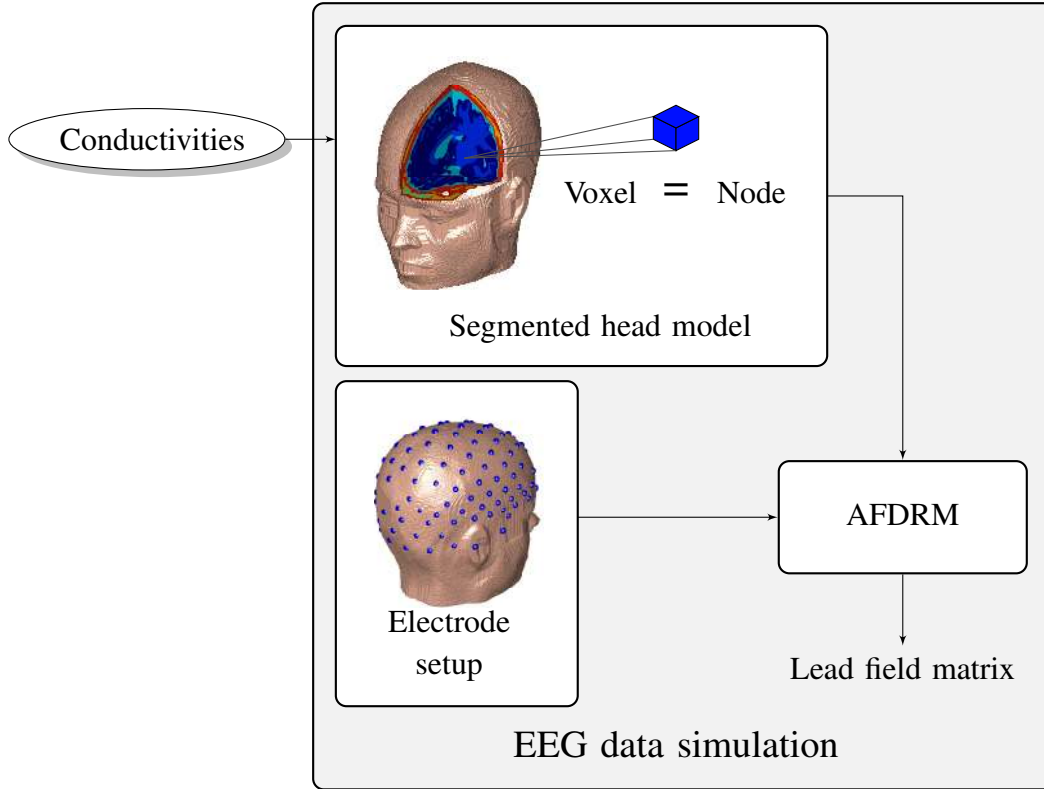 Conductivities
Voxel = Node
Segmented head model
Electrode
setup
AFDRM
Lead field matrix
EEG data simulation